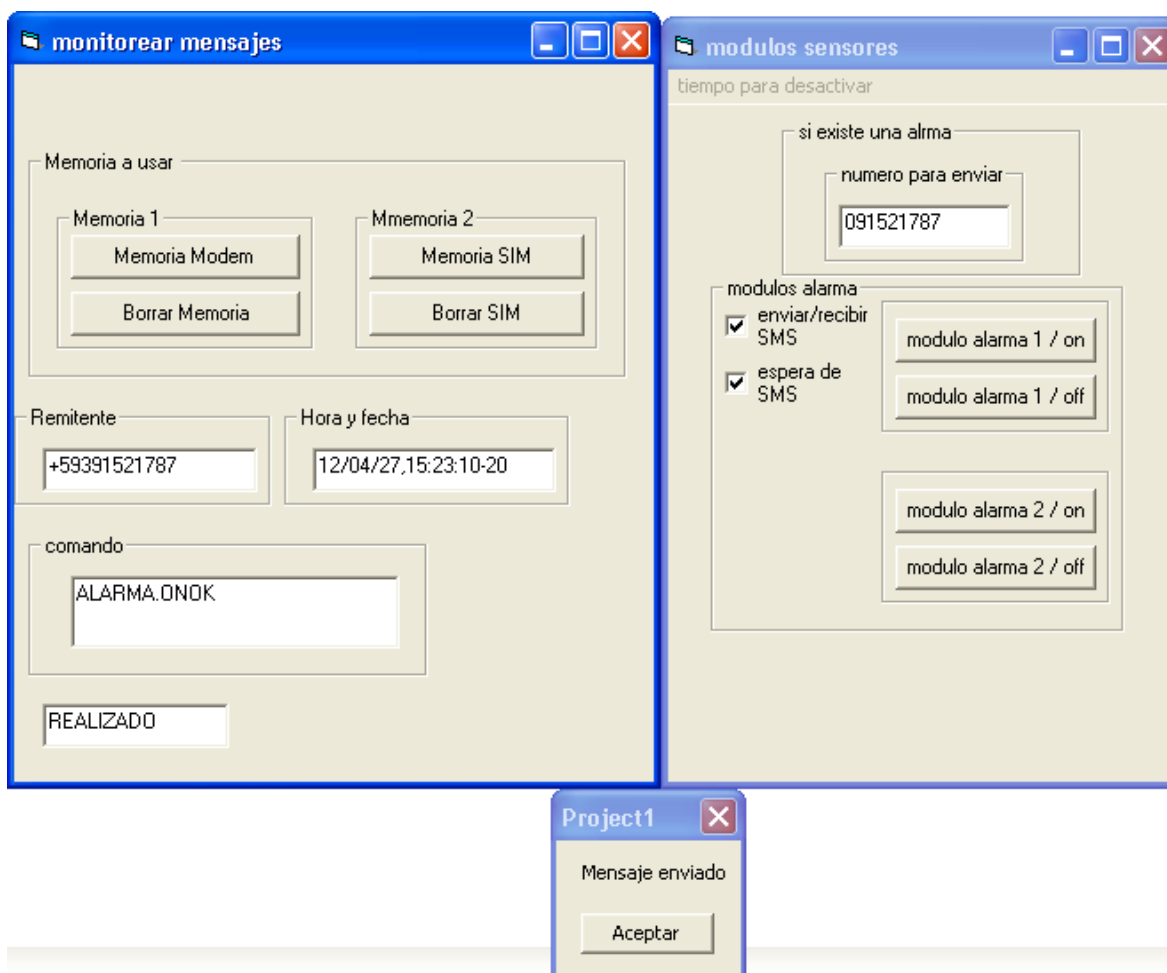 monitorear mensajes
Memoria a usar
Memoria 1
Mmemoria 2
Memoria Modem
Memoria SIM
Borrar Memoria
Borrar SIM
Remitente
Hora y fecha
+59391521787
12/04/27,15:23:10-20
comando
ALARMA.ONOK
REALIZADO
modulos sensores
tiempo para desactivar
si existe una alrma
numero para enviar
091521787
modulos alarma
enviar/recibir
SMS
espera de
SMS
modulo alarma 1 / on
modulo alarma 1 / off
modulo alarma 2 / on
modulo alarma 2 / off
Project1
Mensaje enviado
Aceptar